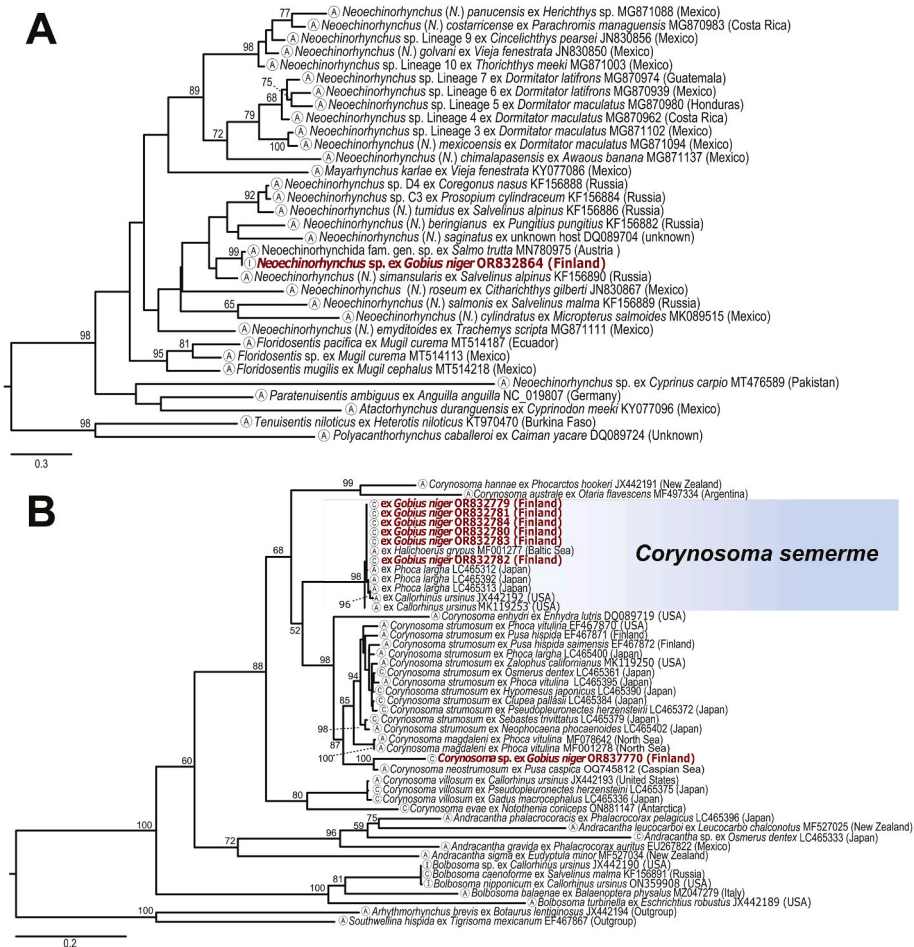 A
77
Ⓐ Neoechinorhynchus (N.) panucensis ex Herichthys sp. MG871088 (Mexico)
Ⓐ Neoechinorhynchus (N.) costarricense ex Parachromis managuensis MG870983 (Costa Rica)
Ⓐ Neoechinorhynchus sp. Lineage 9 ex Cincelichthys pearsei JN830856 (Mexico)
98
Ⓐ Neoechinorhynchus (N.) golvani ex Vieja fenestrata JN830850 (Mexico)
Ⓐ Neoechinorhynchus sp. Lineage 10 ex Thorichthys meeki MG871003 (Mexico)
Ⓐ Neoechinorhynchus sp. Lineage 7 ex Dormitator latifrons MG870974 (Guatemala)
75
89
Ⓐ Neoechinorhynchus sp. Lineage 6 ex Dormitator latifrons MG870939 (Mexico)
68
Ⓐ Neoechinorhynchus sp. Lineage 5 ex Dormitator maculatus MG870980 (Honduras)
79
Ⓐ Neoechinorhynchus sp. Lineage 4 ex Dormitator maculatus MG870962 (Costa Rica)
72
Ⓐ Neoechinorhynchus sp. Lineage 3 ex Dormitator maculatus MG871102 (Mexico)
100
Ⓐ Neoechinorhynchus (N.) mexicoensis ex Dormitator maculatus MG871094 (Mexico)
Ⓐ Neoechinorhynchus (N.) chimalapasensis ex Awaous banana MG871137 (Mexico)
Ⓐ Mayarhynchus karlae ex Vieja fenestrata KY077086 (Mexico)
Ⓐ Neoechinorhynchus sp. D4 ex Coregonus nasus KF156888 (Russia)
92
Ⓐ Neoechinorhynchus sp. C3 ex Prosopium cylindraceum KF156884 (Russia)
Ⓐ Neoechinorhynchus (N.) tumidus ex Salvelinus alpinus KF156886 (Russia)
Ⓐ Neoechinorhynchus (N.) beringianus ex Pungitius pungitius KF156882 (Russia)
Ⓐ Neoechinorhynchus (N.) saginatus ex unknown host DQ089704 (unknown)
99
Ⓐ Neoechinorhynchida fam. gen. sp. ex Salmo trutta MN780975 (Austria )
Ⓘ Neoechinorhynchus sp. ex Gobius niger OR832864 (Finland)
Ⓐ Neoechinorhynchus (N.) simansularis ex Salvelinus alpinus KF156890 (Russia)
Ⓐ Neoechinorhynchus (N.) roseum ex Citharichthys gilberti JN830867 (Mexico)
65
Ⓐ Neoechinorhynchus (N.) salmonis ex Salvelinus malma KF156889 (Russia)
Ⓐ Neoechinorhynchus (N.) cylindratus ex Micropterus salmoides MK089515 (Mexico)
Ⓐ Neoechinorhynchus (N.) emyditoides ex Trachemys scripta MG871111 (Mexico)
98
81
Ⓐ Floridosentis pacifica ex Mugil curema MT514187 (Ecuador)
95
Ⓐ Floridosentis sp. ex Mugil curema MT514113 (Mexico)
Ⓐ Floridosentis mugilis ex Mugil cephalus MT514218 (Mexico)
Ⓐ Neoechinorhynchus sp. ex Cyprinus carpio MT476589 (Pakistan)
Ⓐ Paratenuisentis ambiguus ex Anguilla anguilla NC_019807 (Germany)
Ⓐ Atactorhynchus duranguensis ex Cyprinodon meeki KY077096 (Mexico)
98
Ⓐ Tenuisentis niloticus ex Heterotis niloticus KT970470 (Burkina Faso)
Ⓐ Polyacanthorhynchus caballeroi ex Caiman yacare DQ089724 (Unknown)
0.3
B
99
Ⓐ Corynosoma hannae ex Phocarctos hookeri JX442191 (New Zealand)
Ⓐ Corynosoma australe ex Otaria flavescens MF497334 (Argentina)
Ⓒ ex Gobius niger OR832779 (Finland)
Ⓒ ex Gobius niger OR832781 (Finland)
Ⓒ ex Gobius niger OR832784 (Finland)
Ⓒ ex Gobius niger OR832780 (Finland)
Ⓒ ex Gobius niger OR832783 (Finland)
68
Ⓐ ex Halichoerus grypus MF001277 (Baltic Sea)
Corynosoma semerme
Ⓒ ex Gobius niger OR832782 (Finland)
Ⓐ ex Phoca largha LC465312 (Japan)
98
Ⓐ ex Phoca largha LC465392 (Japan)
Ⓐ ex Phoca largha LC465313 (Japan)
Ⓐ ex Callorhinus ursinus JX442192 (USA)
96
Ⓐ ex Callorhinus ursinus MK119253 (USA)
Ⓐ Corynosoma enhydri ex Enhydra lutris DQ089719 (USA)
52
Ⓐ Corynosoma strumosum ex Phoca vitulina EF467870 (USA)
Ⓐ Corynosoma strumosum ex Pusa hispida EF467871 (Finland)
Ⓐ Corynosoma strumosum ex Pusa hispida saimensis EF467872 (Finland)
Ⓐ Corynosoma strumosum ex Phoca largha LC465400 (Japan)
98
Ⓐ Corynosoma strumosum ex Zalophus californianus MK119250 (USA)
88
Ⓒ Corynosoma strumosum ex Osmerus dentex LC465361 (Japan)
94
Ⓐ Corynosoma strumosum ex Phoca vitulina LC465395 (Japan)
Ⓒ Corynosoma strumosum ex Hypomesus japonicus LC465390 (Japan)
85
Ⓒ Corynosoma strumosum ex Clupea pallasii LC465384 (Japan)
Ⓒ Corynosoma strumosum ex Pseudopleuronectes herzensteini LC465372 (Japan)
Ⓒ Corynosoma strumosum ex Sebastes trivittatus LC465379 (Japan)
98
Ⓐ Corynosoma strumosum ex Neophocaena phocaenoides LC465402 (Japan)
87
Ⓐ Corynosoma magdaleni ex Phoca vitulina MF078642 (North Sea)
Ⓐ Corynosoma magdaleni ex Phoca vitulina MF001278 (North Sea)
100
100
Ⓒ Corynosoma sp. ex Gobius niger OR837770 (Finland)
60
Ⓐ Corynosoma neostrumosum ex Pusa caspica OQ745812 (Caspian Sea)
Ⓐ Corynosoma villosum ex Callorhinus ursinus JX442193 (United States)
Ⓒ Corynosoma villosum ex Pseudopleuronectes herzensteini LC465375 (Japan)
80
Ⓒ Corynosoma villosum ex Gadus macrocephalus LC465336 (Japan)
Ⓒ Corynosoma evae ex Notothenia coriiceps ON881147 (Antarctica)
75
Ⓐ Andracantha phalacrocoracis ex Phalacrocorax pelagicus LC465396 (Japan)
100
59
Ⓐ Andracantha leucocarboi ex Leucocarbo chalconotus MF527025 (New Zealand)
96
Ⓒ Andracantha sp. ex Osmerus dentex LC465333 (Japan)
72
Ⓐ Andracantha gravida ex Phalacrocorax auritus EU267822 (Mexico)
Ⓐ Andracantha sigma ex Eudyptula minor MF527034 (New Zealand)
Ⓘ Bolbosoma sp. ex Callorhinus ursinus JX442190 (USA)
81
Ⓒ Bolbosoma caenoforme ex Salvelinus malma KF156891 (Russia)
100
Ⓘ Bolbosoma nipponicum ex Callorhinus ursinus ON359908 (USA)
Ⓐ Bolbosoma balaenae ex Balaenoptera physalus MZ047279 (Italy)
Ⓐ Bolbosoma turbinella ex Eschrichtius robustus JX442189 (USA)
100
Ⓐ Arhythmorhynchus brevis ex Botaurus lentiginosus JX442194 (Outgroup)
Ⓐ Southwellina hispida ex Tigrisoma mexicanum EF467867 (Outgroup)
0.2